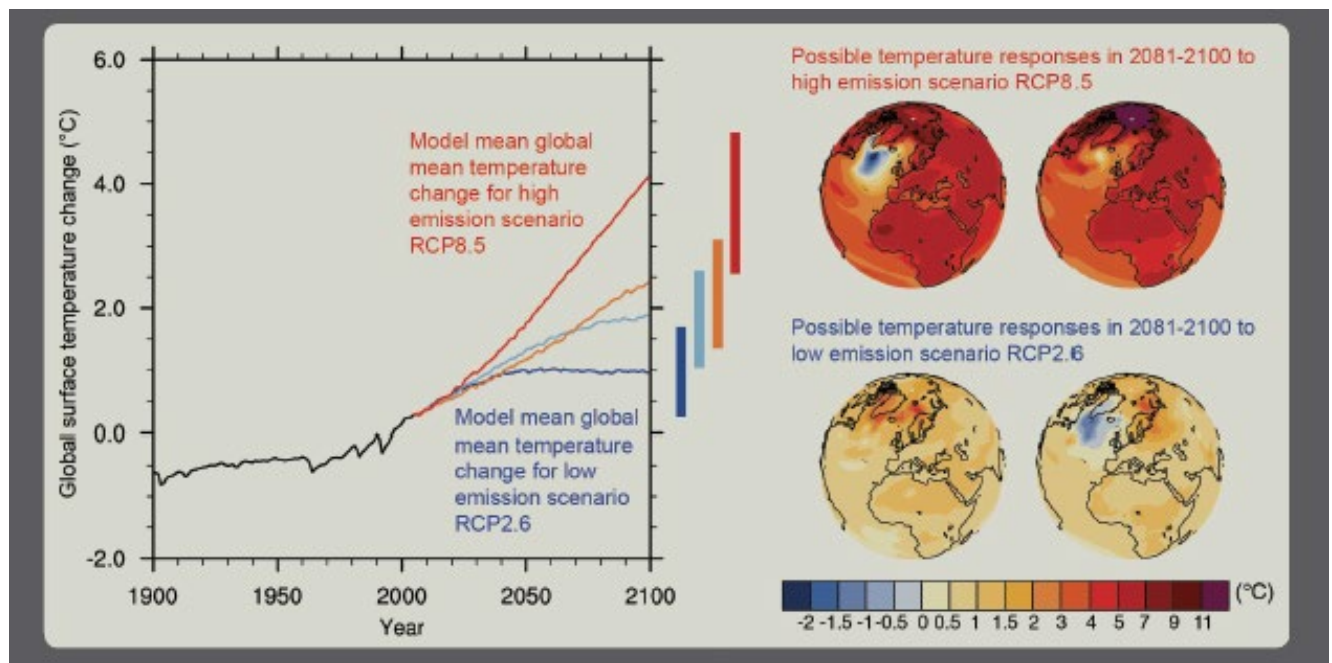 Global surface temperature change (°C)
6.0
4.0
2.0
0.0
-2.0
1900
1950
2000
2050
2100
Year
Model mean global
mean temperature
change for high
emission scenario
RCP8.5
Model mean global
mean temperature
change for low
emission scenario
RCP2.6
Possible temperature responses in 2081-2100 to
high emission scenario RCP8.5
Possible temperature responses in 2081-2100 to
low emission scenario RCP2.6
-2 -1.5 -1 -0.5 0 0.5 1 1.5 2 3 4 5 7 9 11 (°C)